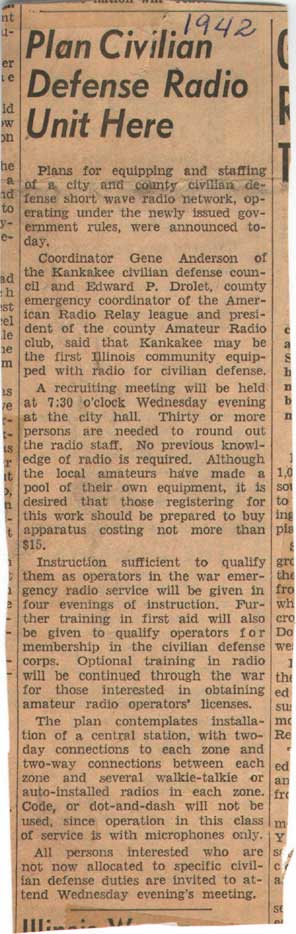 1942
Plan Civilian
Defense Radio
Unit Here
Plans for equipping and staffing
of a city and county civilian de-
fense short wave radio network, op-
erating under the newly issued gov-
ernment rules, were announced to-
day.
Coordinator Gene Anderson of
the Kankakee civilian defense coun-
cil and Edward P. Drolet, county
emergency coordinator of the Amer-
ican Radio Relay league and presi-
dent of the county Amateur Radio
club, said that Kankakee may be
the first Illinois community equip-
ped with radio for civilian defense.
A recruiting meeting will be held
at 7:30 o'clock Wednesday evening
at the city hall. Thirty or more
persons are needed to round out
the radio staff. No previous knowl-
edge of radio is required. Although
the local amateurs have made a
pool of their own equipment, it is
desired that those registering for
this work should be prepared to buy
apparatus costing not more than
$15.
Instruction sufficient to qualify
them as operators in the war emer-
gency radio service will be given in
four evenings of instruction. Fur-
ther training in first aid will also
be given to qualify operators for
membership in the civilian defense
corps. Optional training in radio
will be continued through the war
for those interested in obtaining
amateur radio operators' licenses.
The plan contemplates installa-
tion of a central station, with two-
day connections to each zone and
two-way connections between each
zone and several walkie-talkie or
auto-installed radios in each zone.
Code, or dot-and-dash will not be
used, since operation in this class
of service is with microphones only.
All persons interested who are
not now allocated to specific civil-
ian defense duties are invited to at-
tend Wednesday evening's meeting.